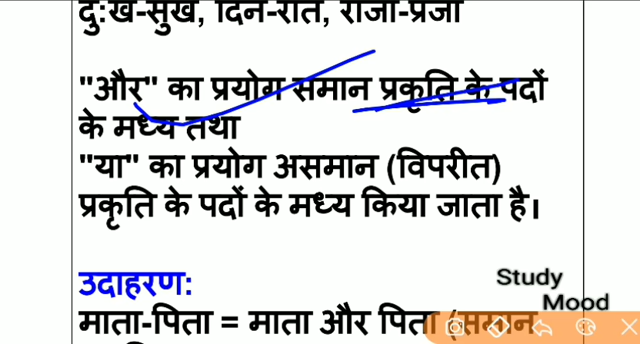 दु:ख-सुख, दिन-रात, राजा-प्रजा
"और" का प्रयोग समान प्रकृति के पदों
के मध्य तथा
"या" का प्रयोग असमान (विपरीत)
प्रकृति के पदों के मध्य किया जाता है।
उदाहरण:
Study
Mood
माता-पिता = माता और पिता (समान